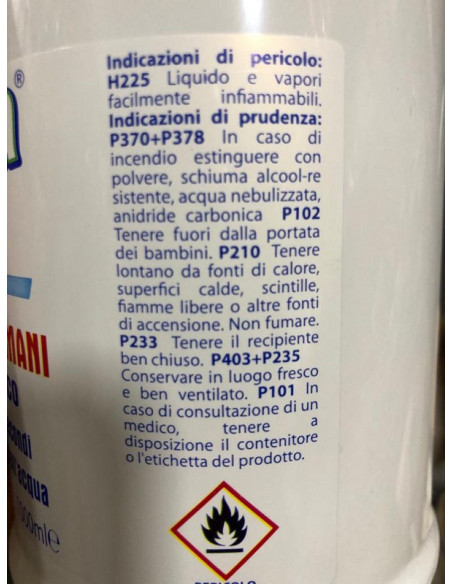 ®
Indicazioni di pericolo:
H225 Liquido e vapori
facilmente infiammabili.
Indicazioni di prudenza:
P370+P378 In caso di
incendio estinguere con
polvere, schiuma alcool-re
sistente, acqua nebulizzata,
anidride carbonica P102
Tenere fuori dalla portata
dei bambini. P210 Tenere
lontano da fonti di calore,
superfici calde, scintille,
fiamme libere o altre fonti
di accensione. Non fumare.
P233 Tenere il recipiente
ben chiuso. P403+P235
Conservare in luogo fresco
e ben ventilato. P101 In
caso di consultazione di un
medico, tenere a
disposizione il contenitore
o l'etichetta del prodotto.
MANI
acqua
PERICOLO